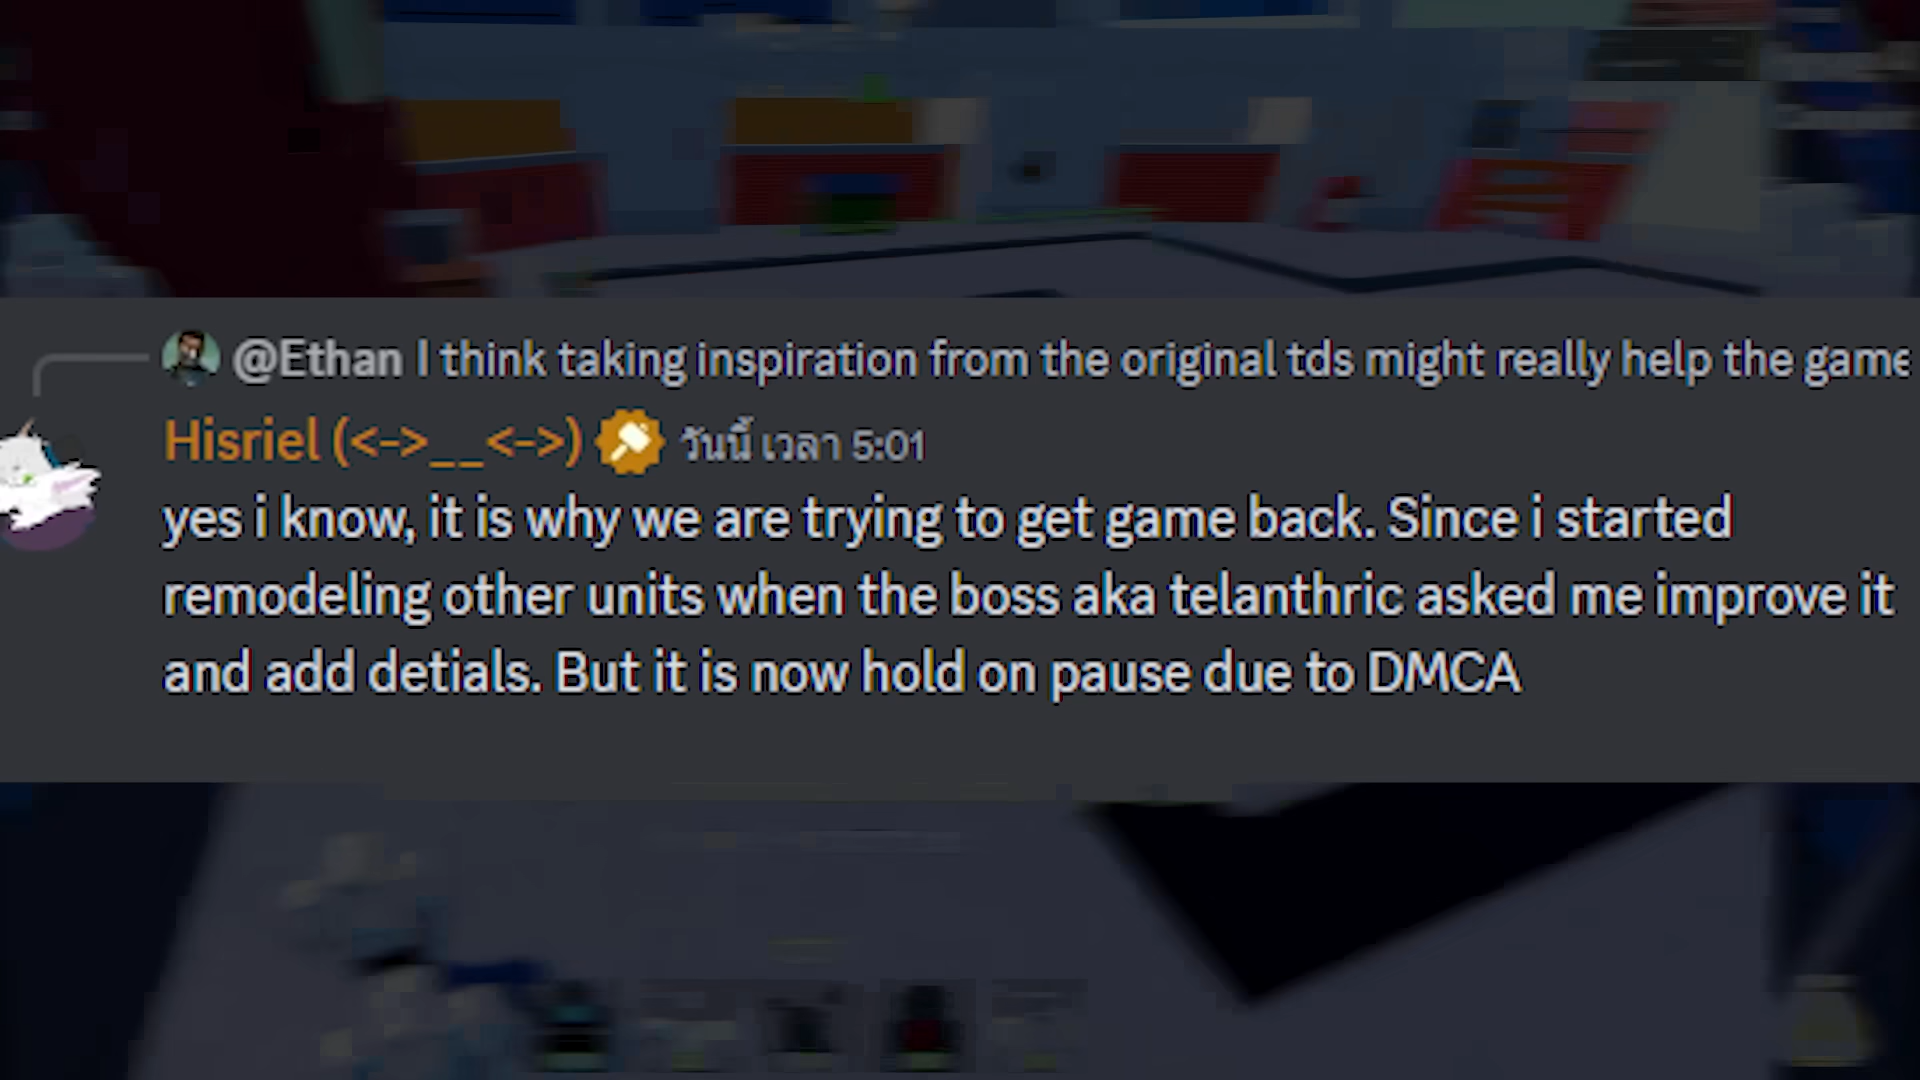 @Ethan I think taking inspiration from the original tds might really help the game
Hisriel (<->__<->) วันนี้ เวลา 5:01
yes i know, it is why we are trying to get game back. Since i started
remodeling other units when the boss aka telanthric asked me improve it
and add detials. But it is now hold on pause due to DMCA